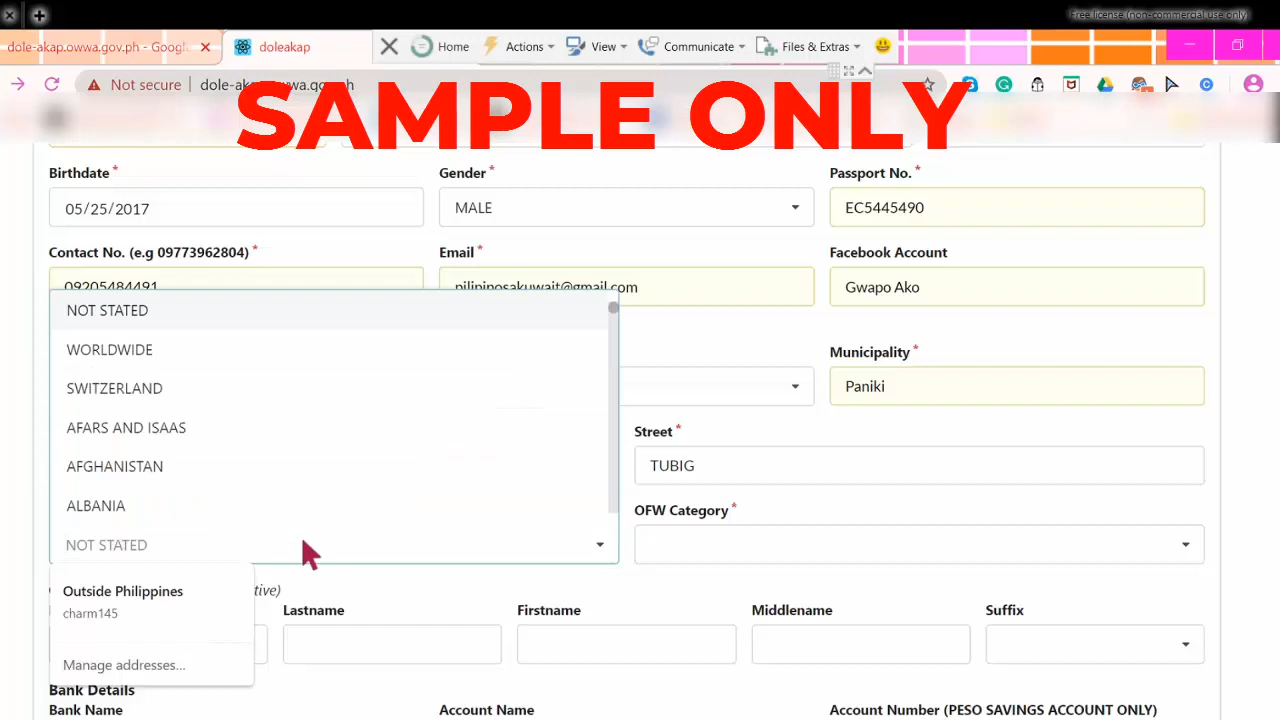 Free license (non-commercial use only)
dole-akap.owwa.gov.ph - Googl
doleakap
Home
Actions
View
Communicate
Files & Extras
Not secure
dole-akap.owwa.gov.ph
SAMPLE ONLY
Birthdate *
Gender *
Passport No. *
05/25/2017
MALE
EC5445490
Contact No. (e.g 09773962804) *
Email *
Facebook Account
09205484491
pilipinosakuwait@gmail.com
Gwapo Ako
NOT STATED
WORLDWIDE
SWITZERLAND
AFARS AND ISAAS
AFGHANISTAN
ALBANIA
NOT STATED
Municipality *
Paniki
Street *
TUBIG
OFW Category *
Outside Philippines
charm145
Manage addresses...
tive)
Lastname
Firstname
Middlename
Suffix
Bank Details
Bank Name
Account Name
Account Number (PESO SAVINGS ACCOUNT ONLY)